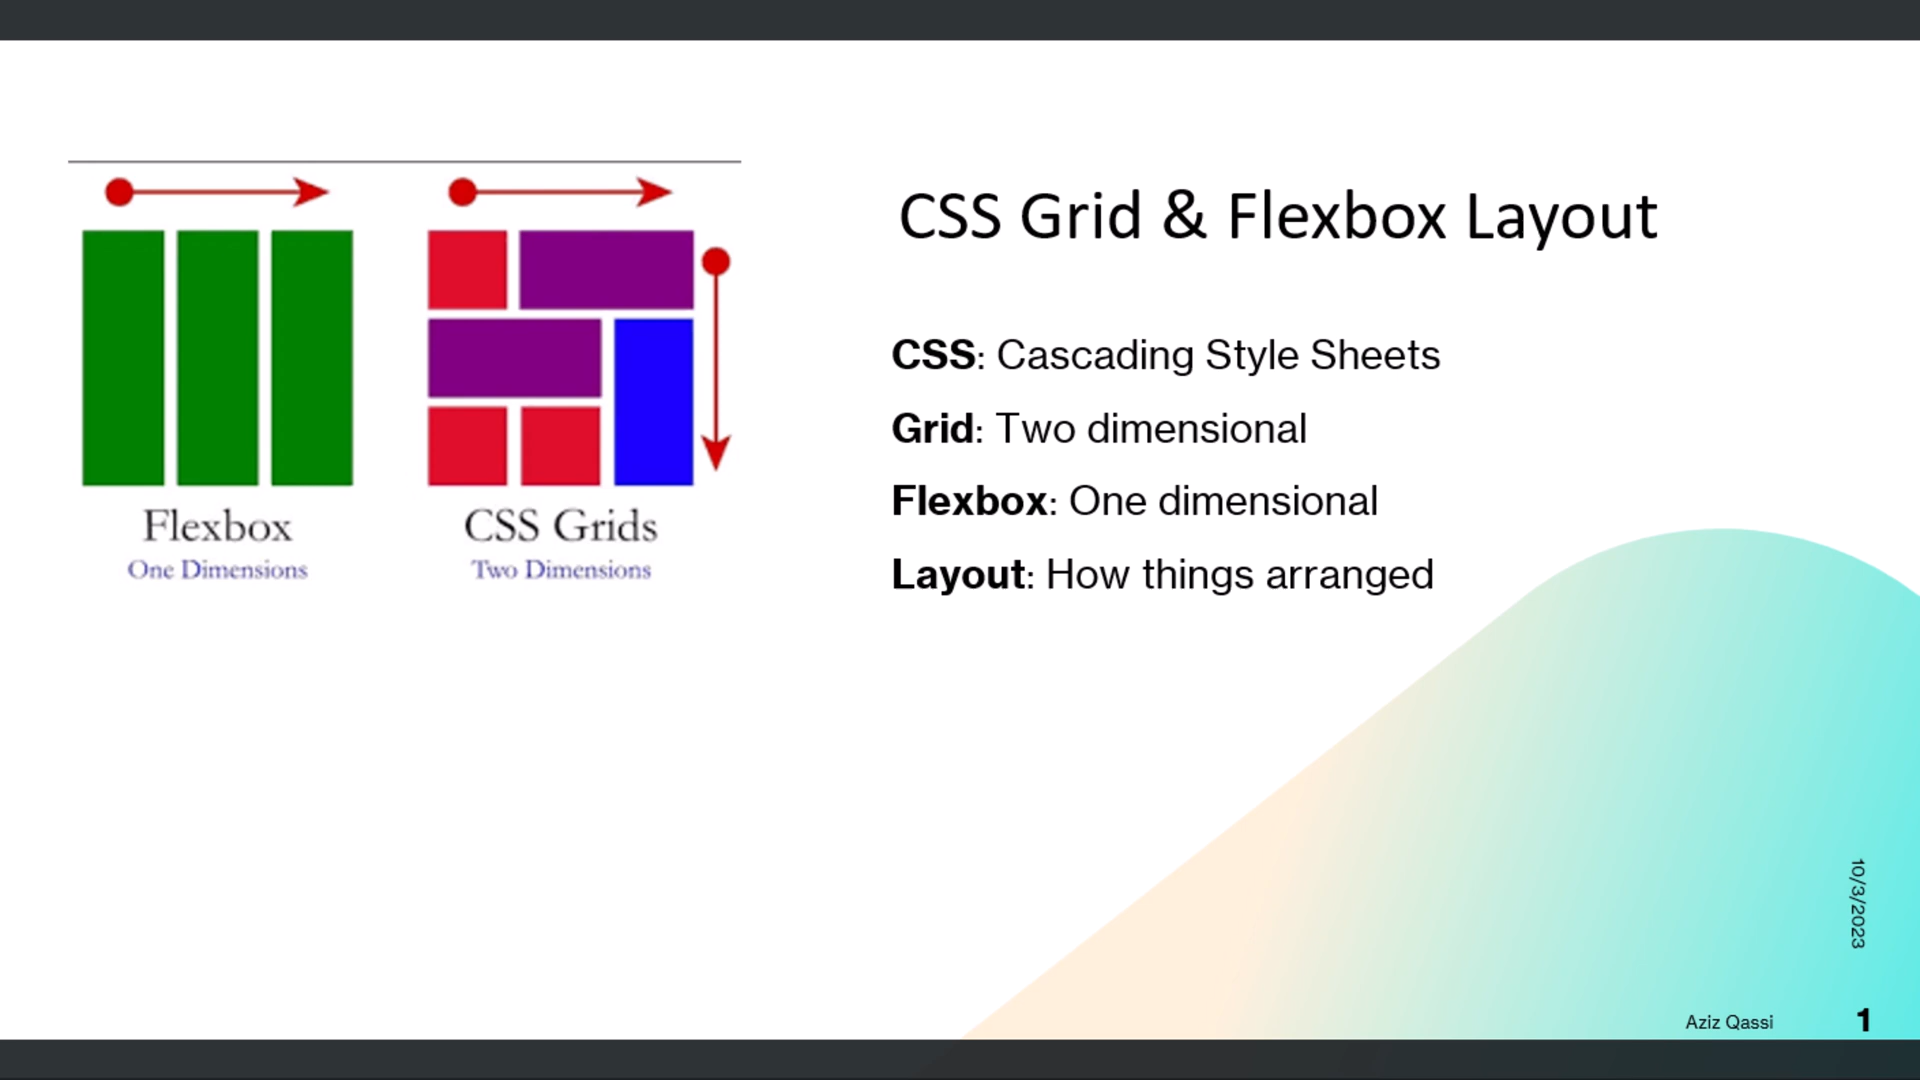 Flexbox
One Dimensions
CSS Grids
Two Dimensions
CSS Grid & Flexbox Layout
CSS: Cascading Style Sheets
Grid: Two dimensional
Flexbox: One dimensional
Layout: How things arranged
10/3/2023
Aziz Qassi
1